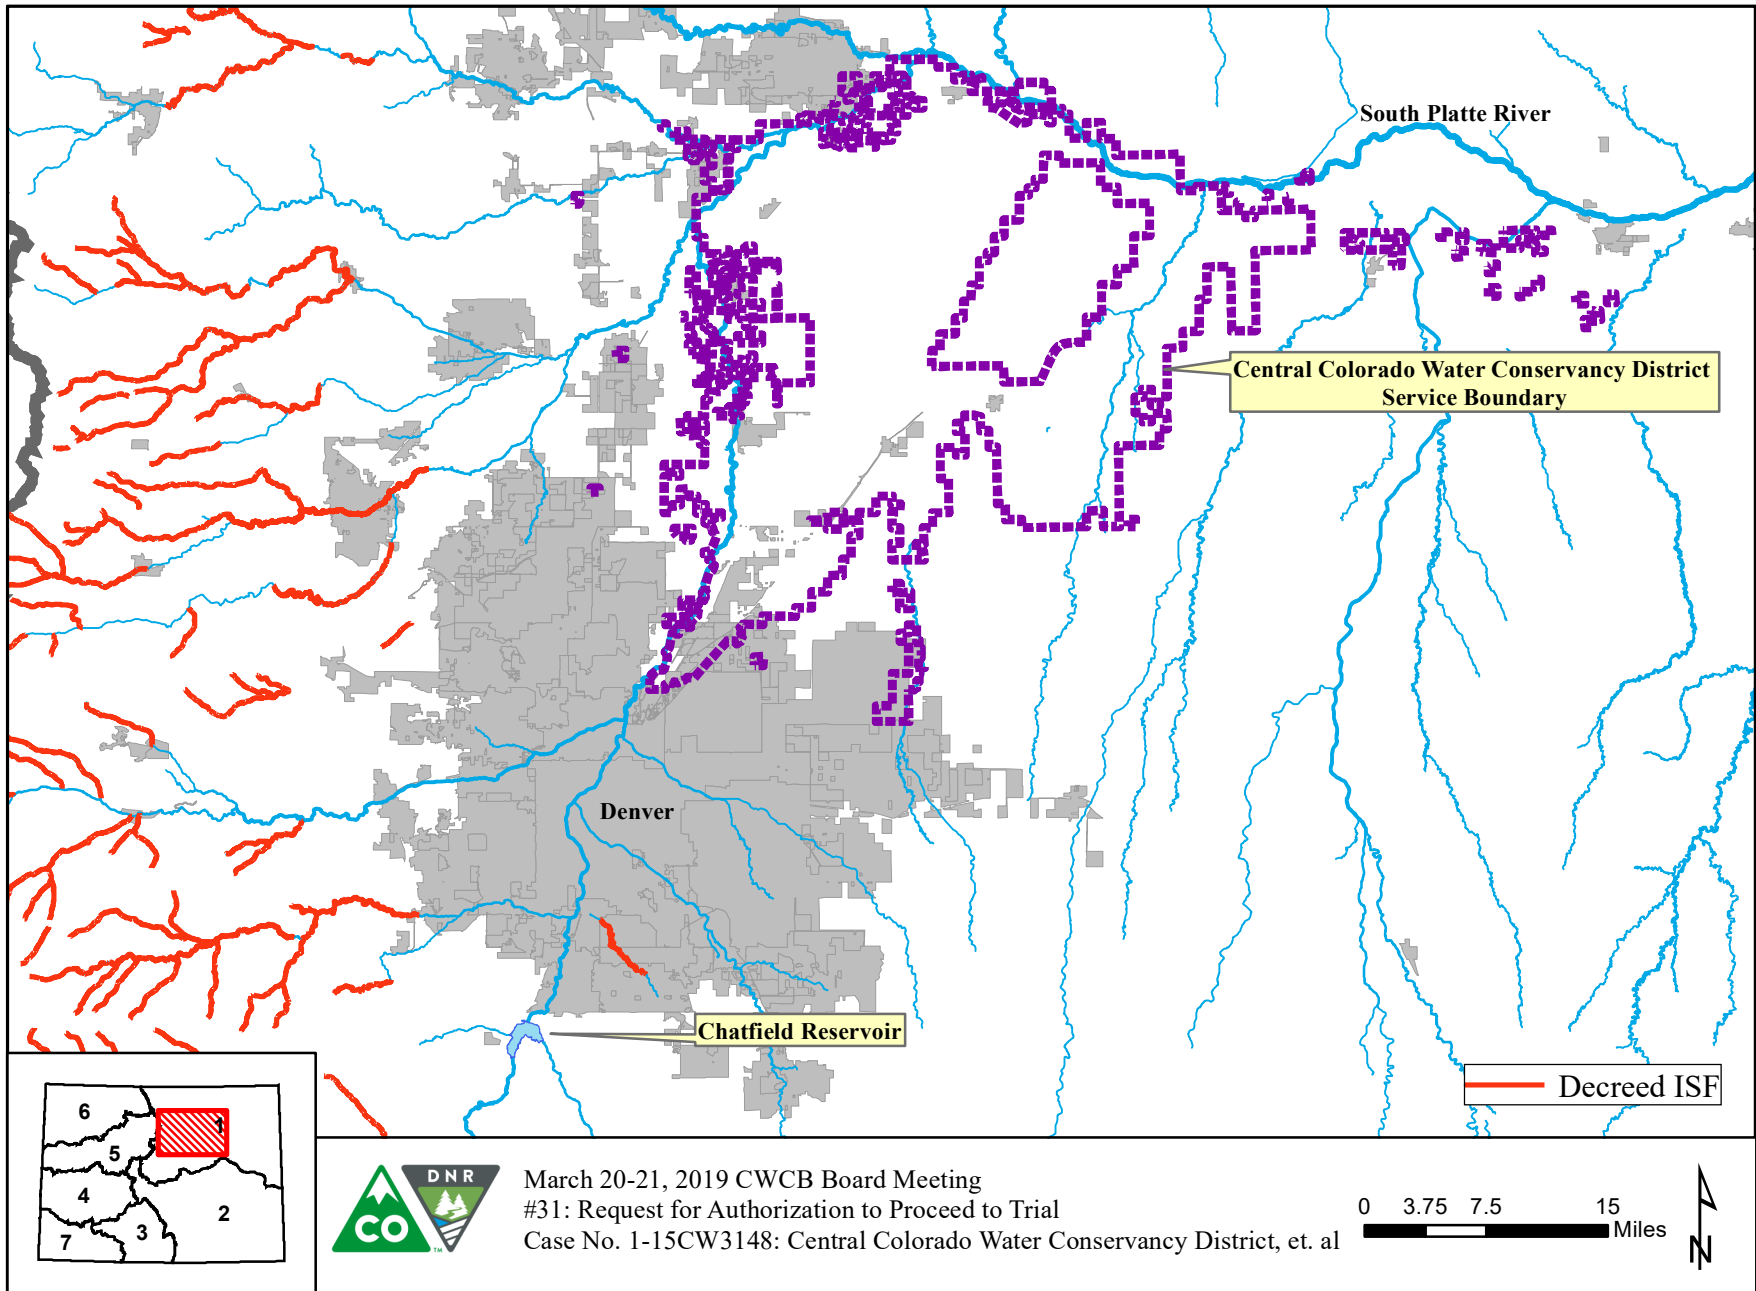 South Platte River
Central Colorado Water Conservancy District
Service Boundary
Denver
Chatfield Reservoir
Decreed ISF
6
1
5
4
2
3
7
CO
TM
DNR
March 20-21, 2019 CWCB Board Meeting
#31: Request for Authorization to Proceed to Trial
Case No. 1-15CW3148: Central Colorado Water Conservancy District, et. al
0 3.75 7.5 15
Miles
N